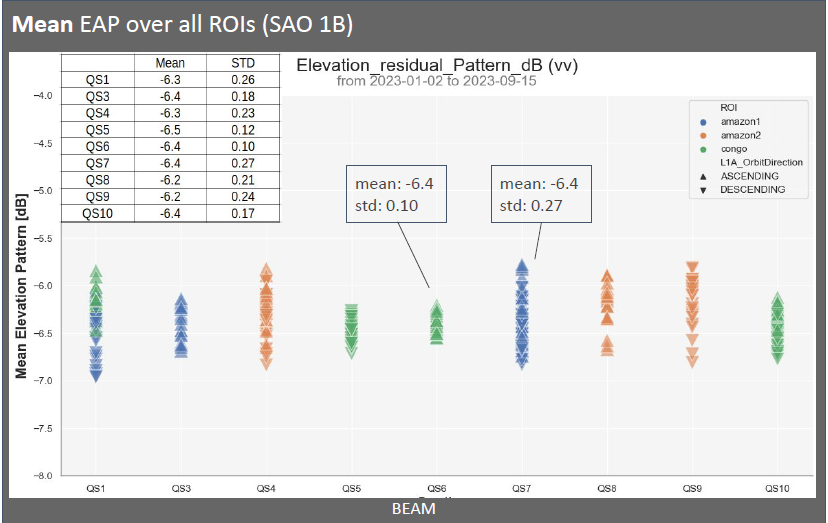 Mean EAP over all ROIs (SAO 1B)
Mean STD
QS1 -6.3 0.26
QS3 -6.4 0.18
QS4 -6.3 0.23
QS5 -6.5 0.12
QS6 -6.4 0.10
QS7 -6.4 0.27
QS8 -6.2 0.21
QS9 -6.2 0.24
QS10 -6.4 0.17
Elevation_residual_Pattern_dB (vv)
from 2023-01-02 to 2023-09-15
ROI
amazon1
amazon2
congo
L1A_OrbitDirection
ASCENDING
DESCENDING
mean: -6.4
std: 0.10
mean: -6.4
std: 0.27
Mean Elevation Pattern [dB]
−4.0
−4.5
−5.0
−5.5
−6.0
−6.5
−7.0
−7.5
−8.0
QS1 QS3 QS4 QS5 QS6 QS7 QS8 QS9 QS10
BEAM